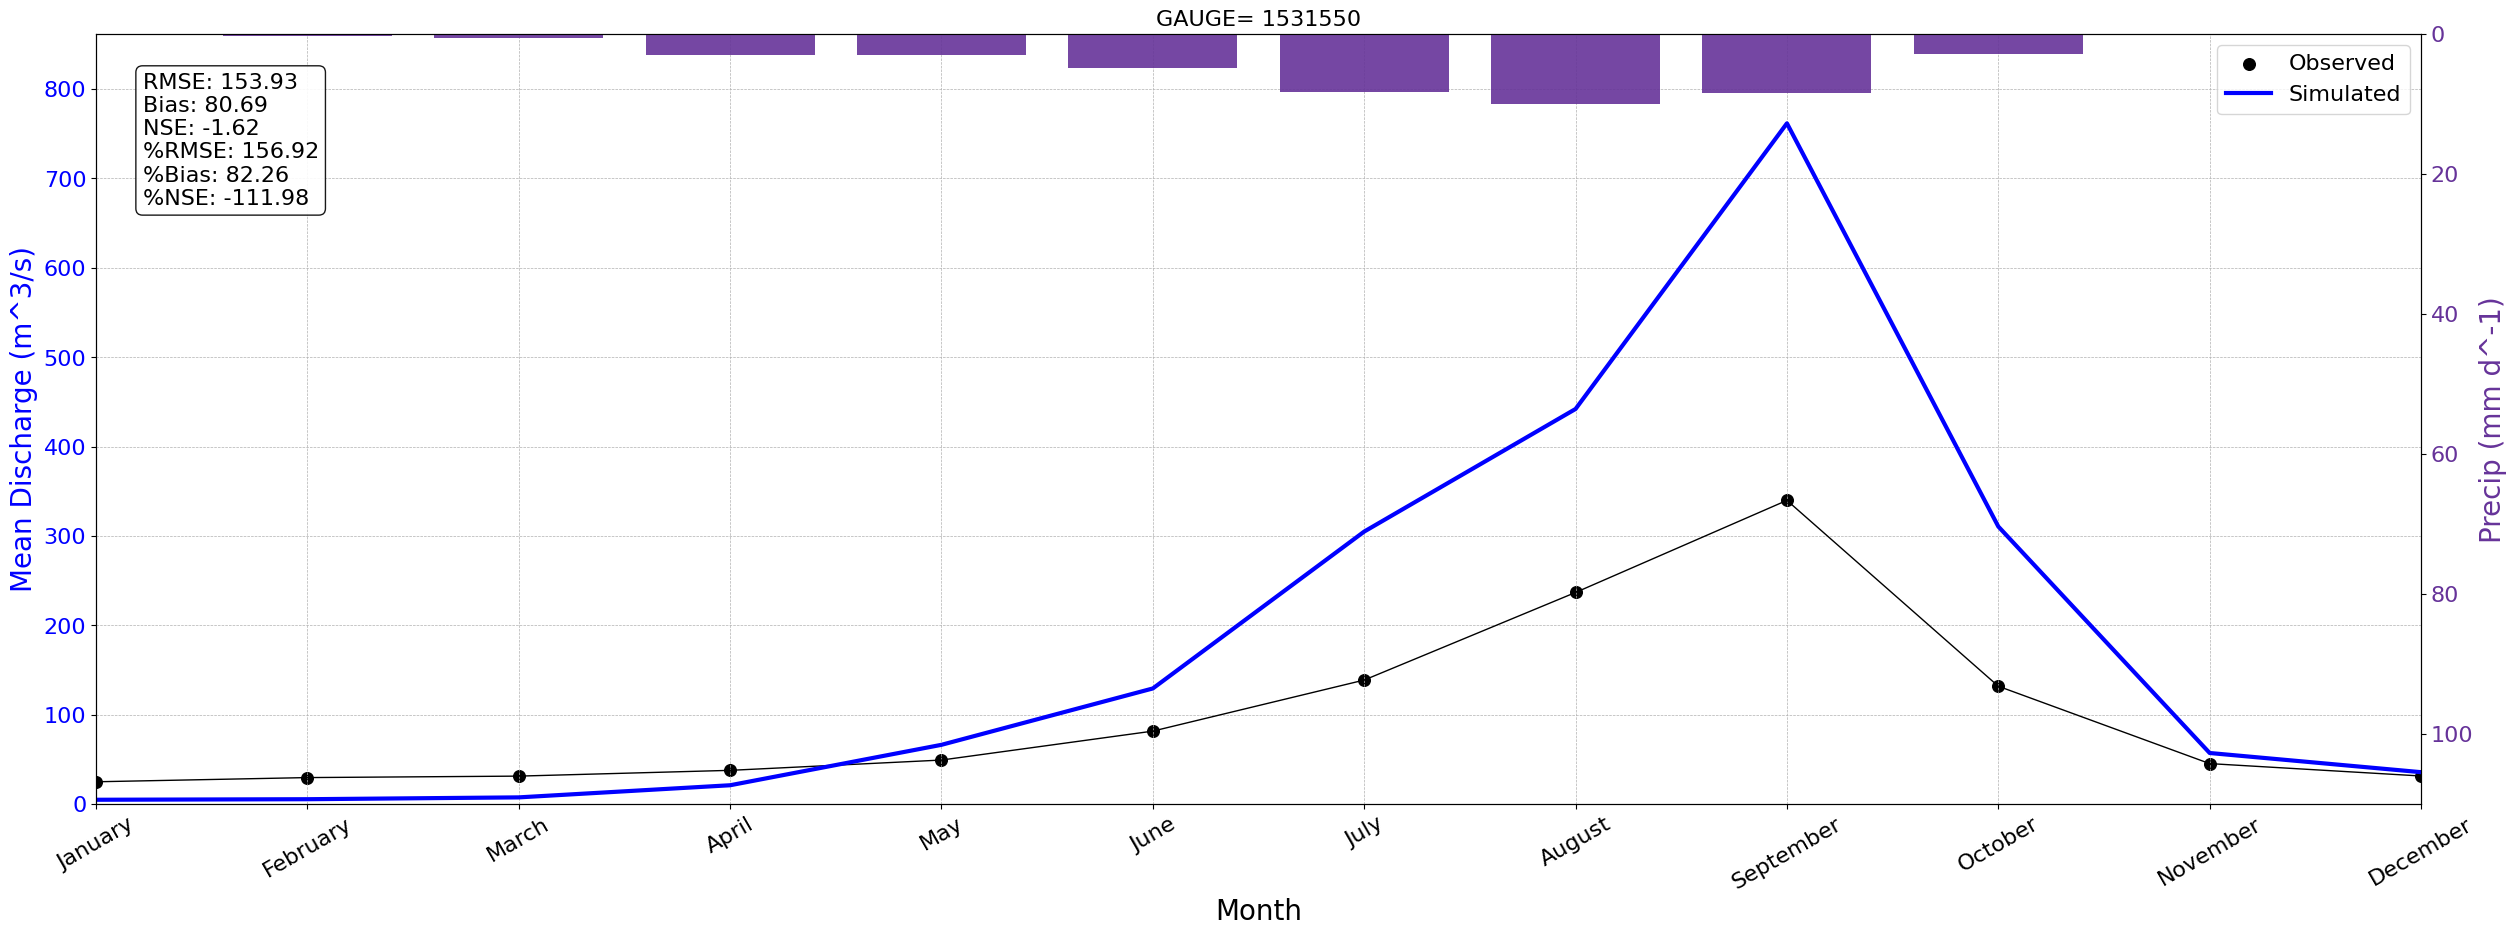 GAUGE= 1531550
RMSE: 153.93
Bias: 80.69
NSE: -1.62
%RMSE: 156.92
%Bias: 82.26
%NSE: -111.98
Observed
Simulated
Mean Discharge (m^3/s)
800
700
600
500
400
300
200
100
0
Precip (mm d^-1)
0
20
40
60
80
100
January
February
March
April
May
June
July
August
September
October
November
December
Month